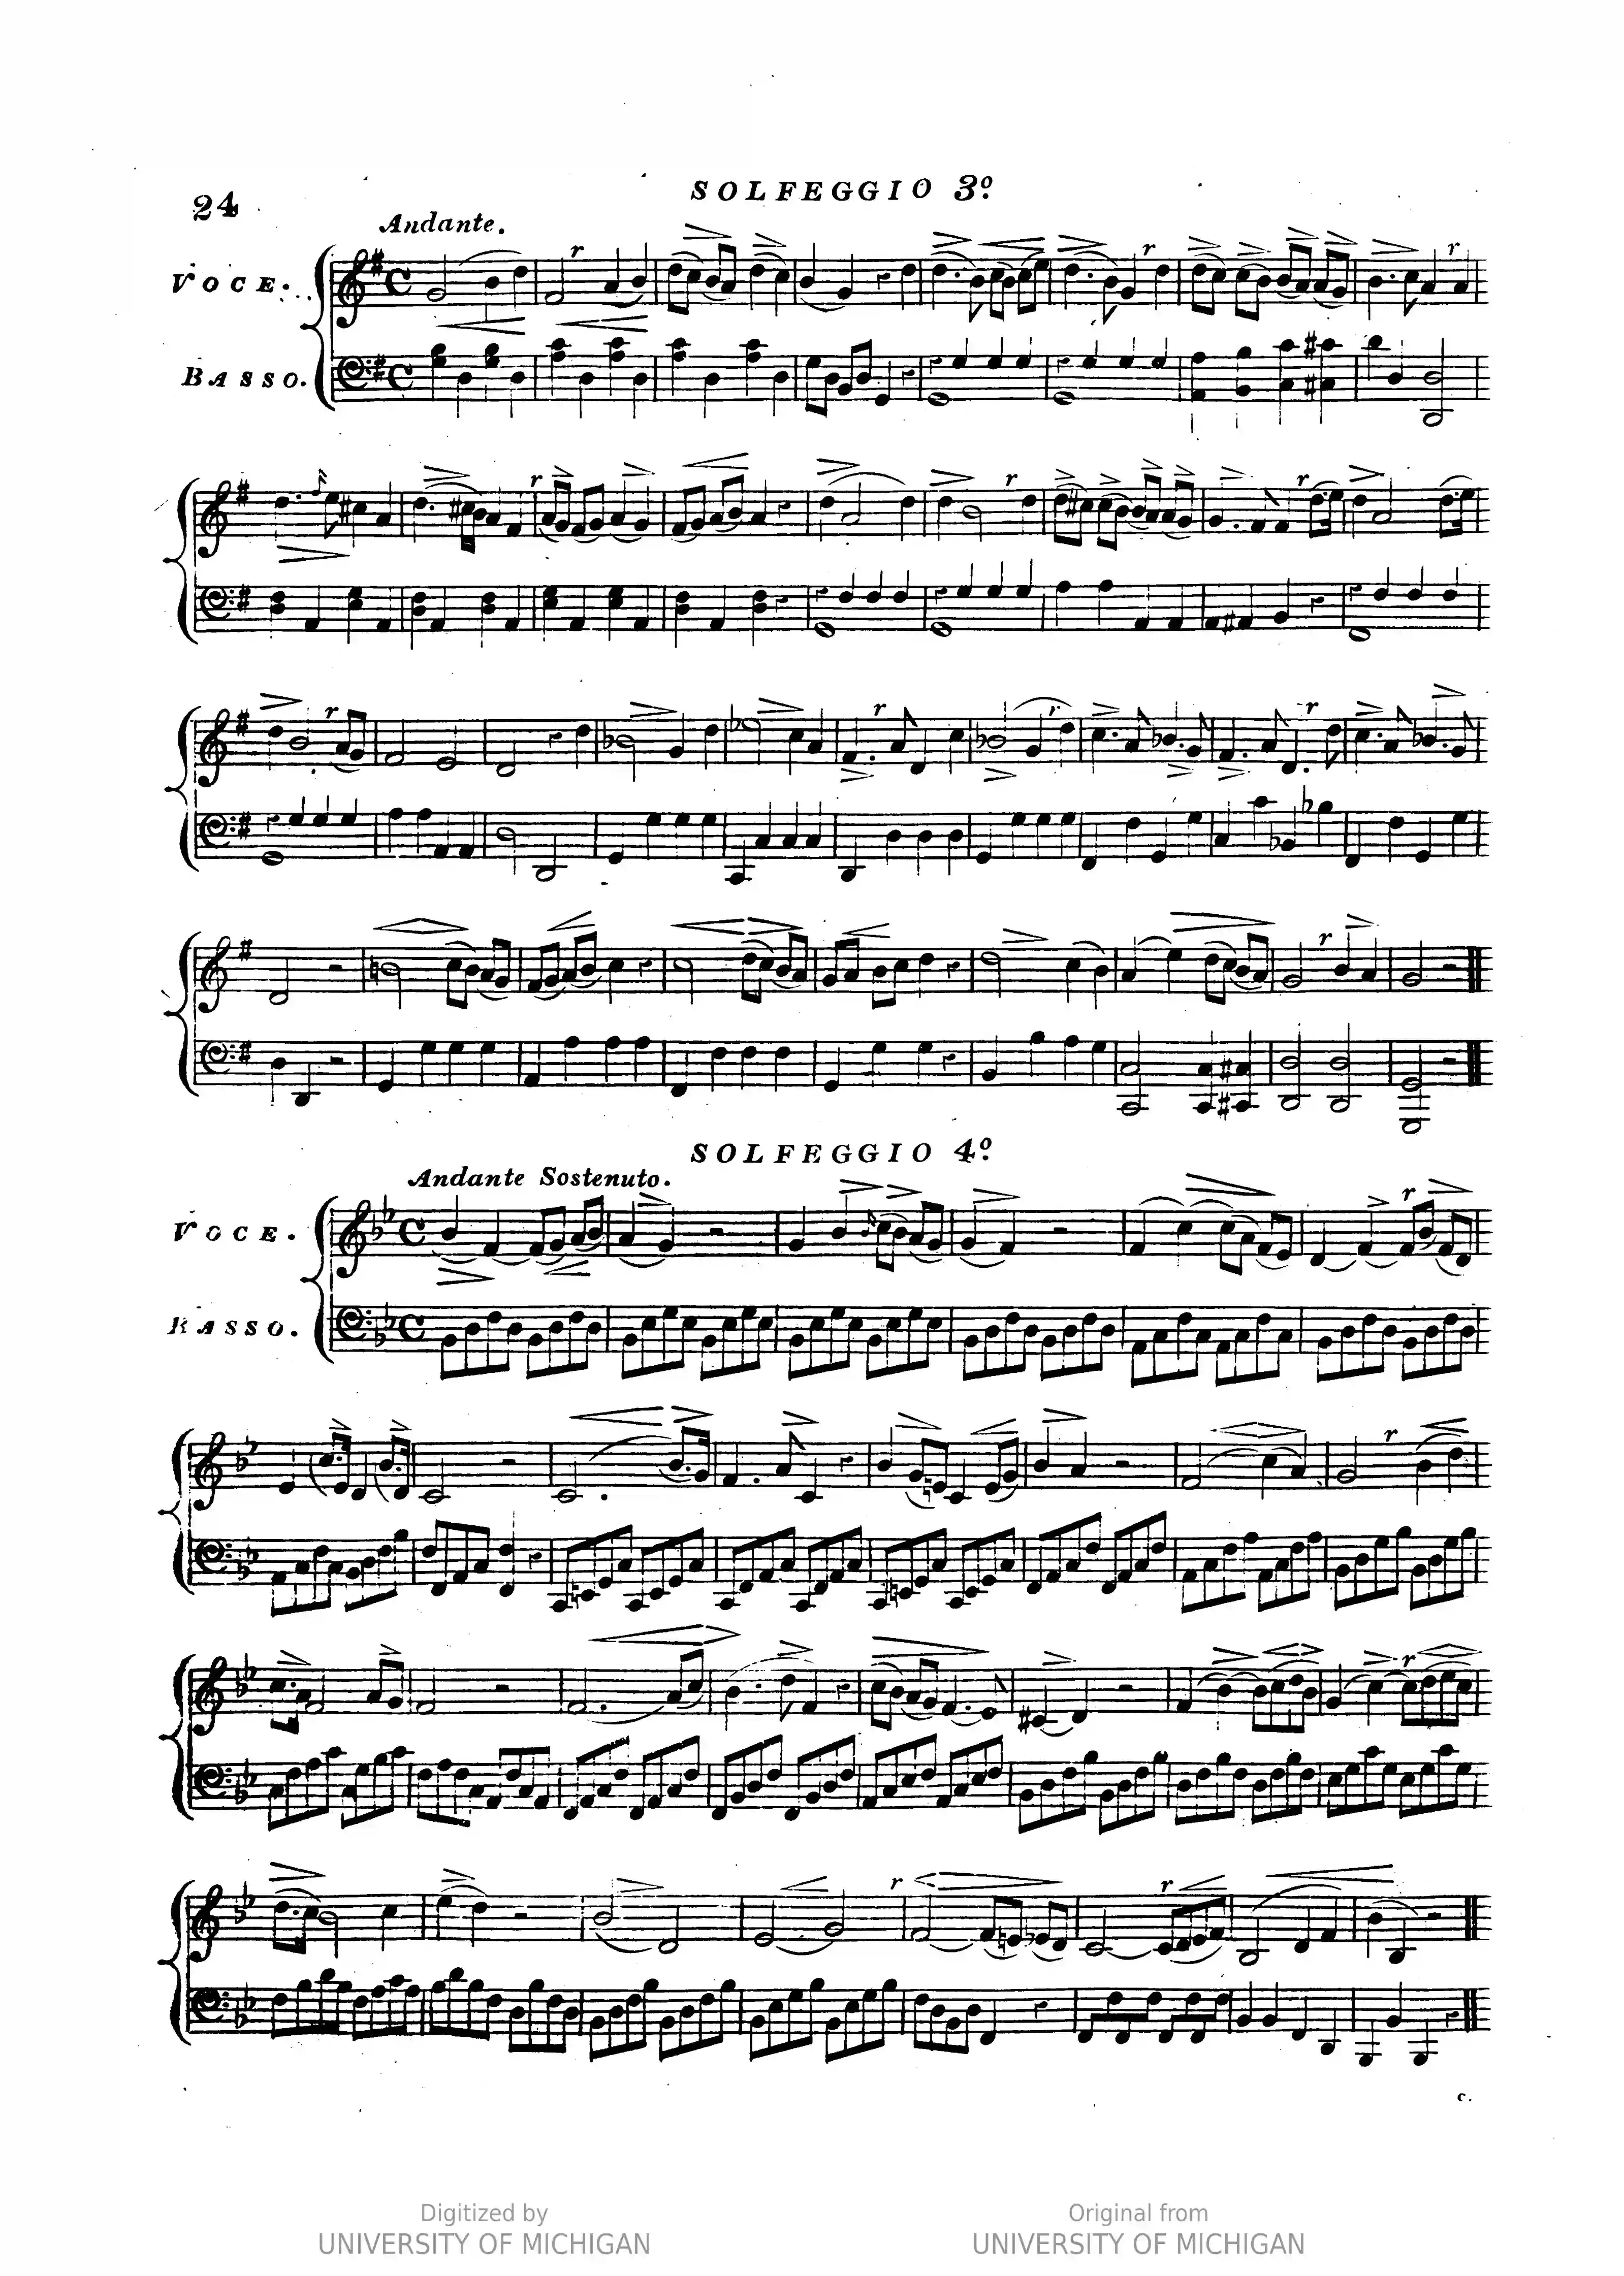 24
SOLFEGGIO 3º
Andante.
VOCE.
BASSO.
SOLFEGGIO 4º
Andante Sostenuto.
VOCE.
BASSO.
c.
Digitized by
UNIVERSITY OF MICHIGAN
Original from
UNIVERSITY OF MICHIGAN